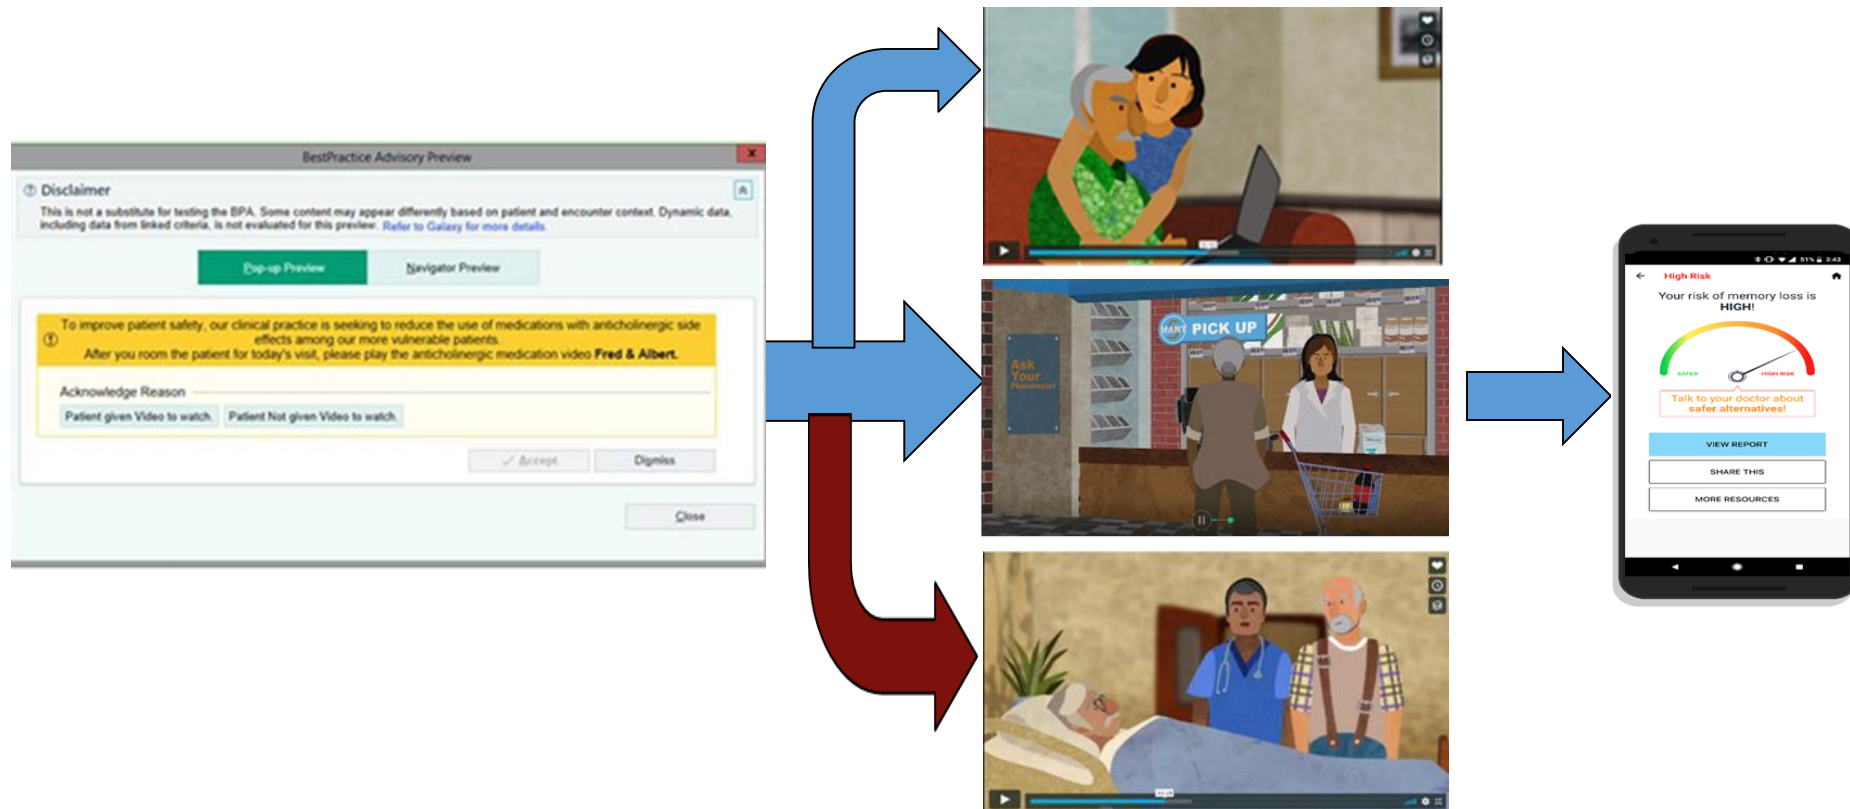 BestPractice Advisory Preview
x
Disclaimer
This is not a substitute for testing the BPA. Some content may appear differently based on patient and encounter context. Dynamic data,
including data from linked criteria, is not evaluated for this preview. Refer to Galaxy for more details.
Pop-up Preview
Navigator Preview
To improve patient safety, our clinical practice is seeking to reduce the use of medications with anticholinergic side
effects among our more vulnerable patients.
After you room the patient for today's visit, please play the anticholinergic medication video Fred & Albert.
Acknowledge Reason
Patient given Video to watch.
Patient Not given Video to watch.
Accept
Dismiss
Close
MART PICK UP
Ask
Your
Pharmacist
51% 3:43
High Risk
Your risk of memory loss is
HIGH!
SAFER
HIGH RISK
Talk to your doctor about
safer alternatives!
VIEW REPORT
SHARE THIS
MORE RESOURCES